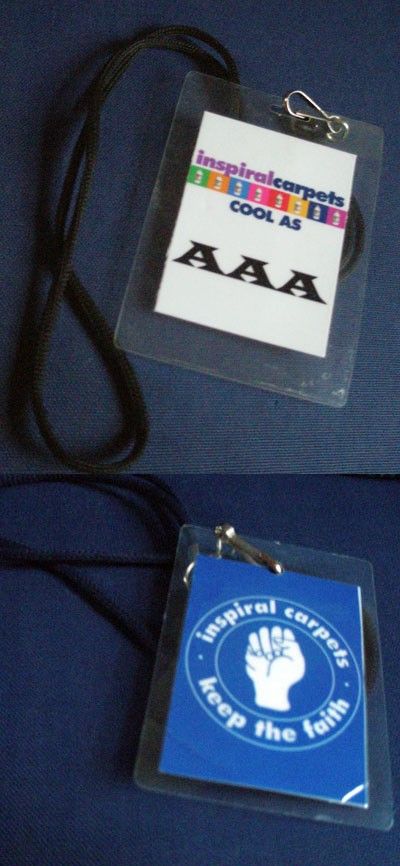 inspiralcarpets
COOL AS
AAA
inspiral carpets
keep the faith